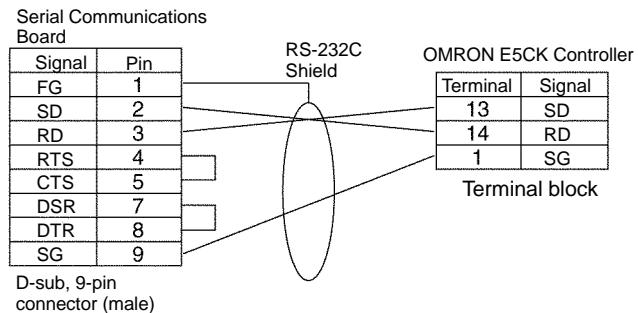 Serial Communications
Board
Signal Pin
FG 1
SD 2
RD 3
RTS 4
CTS 5
DSR 7
DTR 8
SG 9
D-sub, 9-pin
connector (male)
RS-232C
Shield
OMRON E5CK Controller
Terminal Signal
13 SD
14 RD
1 SG
Terminal block